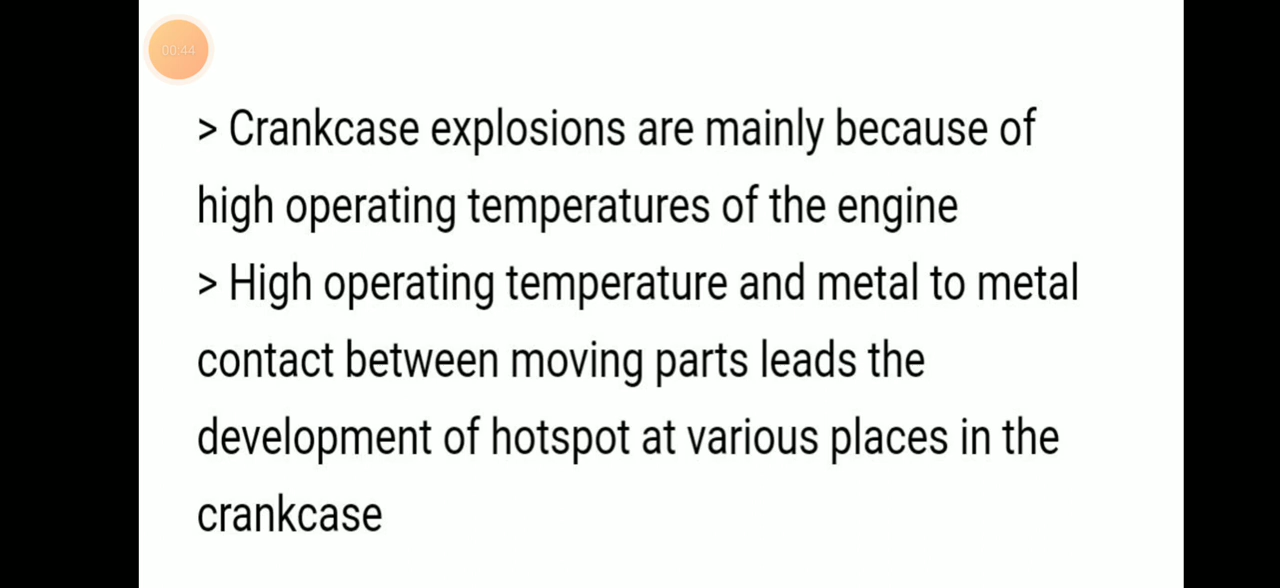 00:44
> Crankcase explosions are mainly because of
high operating temperatures of the engine
> High operating temperature and metal to metal
contact between moving parts leads the
development of hotspot at various places in the
crankcase